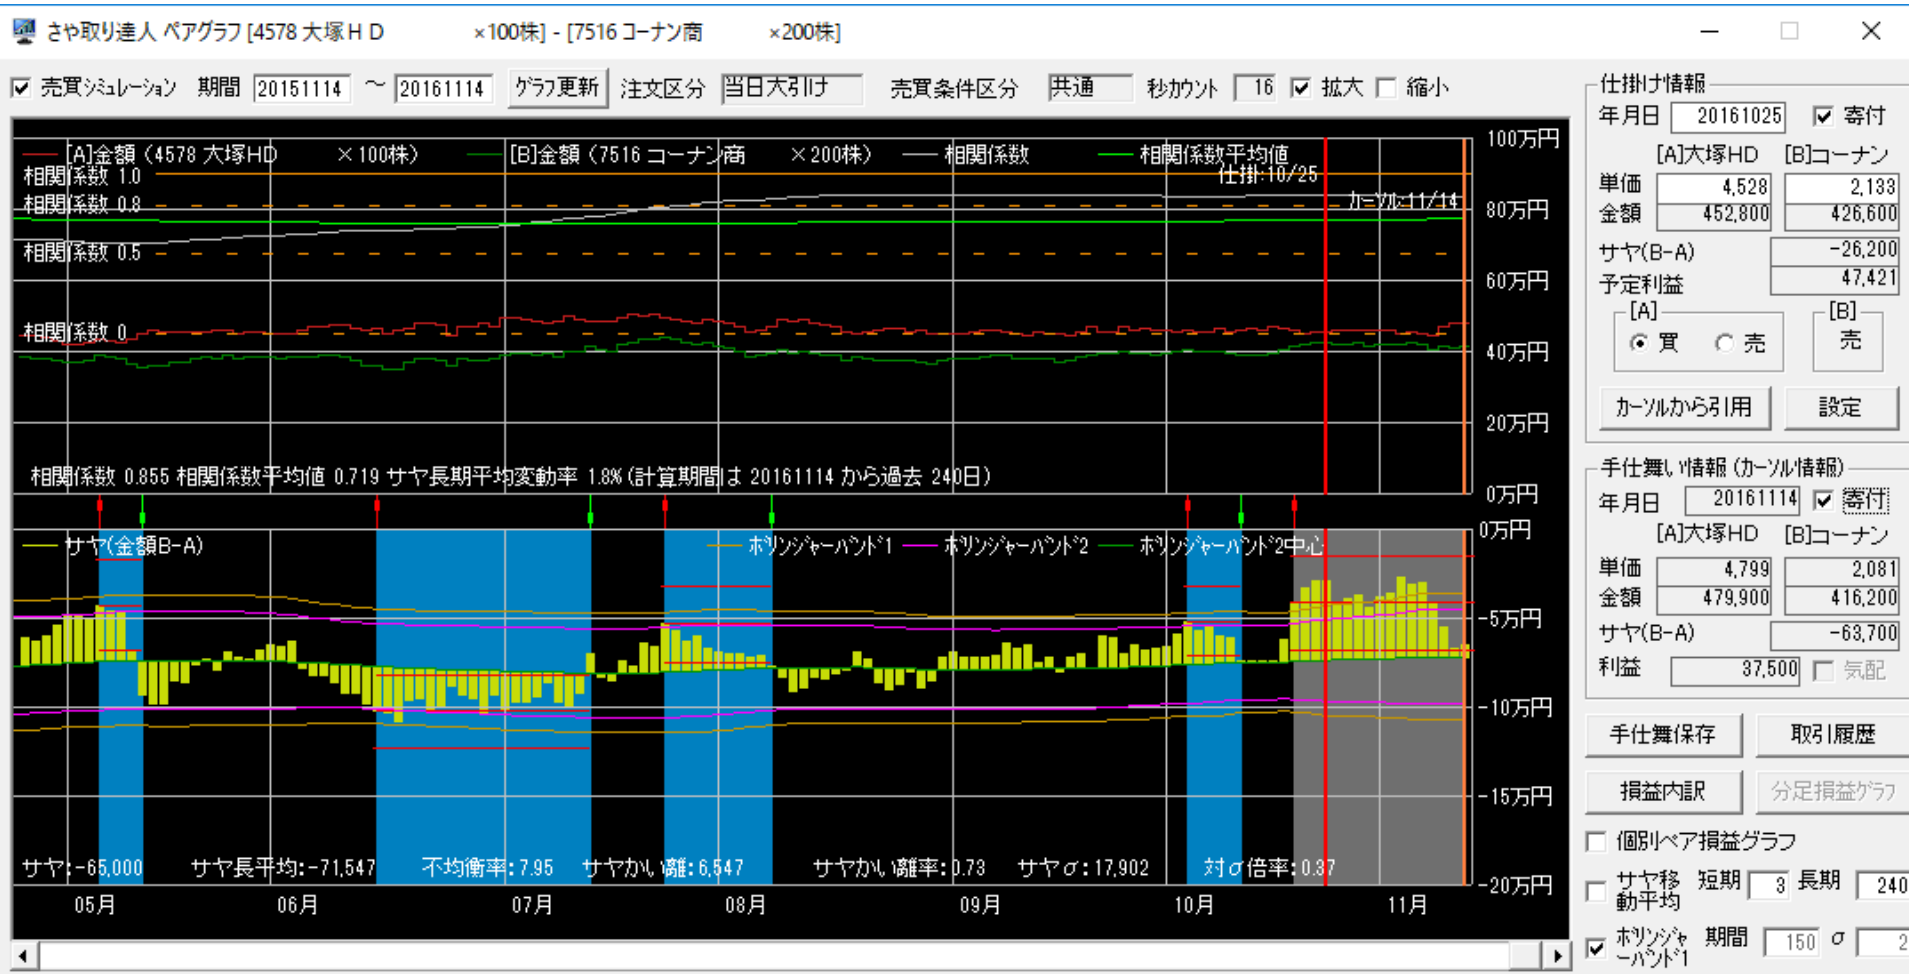 さや取り達人 ペアグラフ [4578 大塚ＨＤ ×100株] - [7516 コーナン商 ×200株]
売買ｼﾐｭﾚｰｼｮﾝ 期間 20151114 ～ 20161114 ｸﾞﾗﾌ更新 注文区分 当日大引け 売買条件区分 共通 秒ｶｳﾝﾄ 16 拡大 縮小
[A]金額 (4578 大塚HD ×100株) [B]金額 (7516 コーナン商 ×200株) 相関係数 相関係数平均値
相関係数 1.0
仕掛:10/25
相関係数 0.8
ｶｰｿﾙ:11/14
相関係数 0.5
相関係数 0
100万円
80万円
60万円
40万円
20万円
0万円
相関係数 0.855 相関係数平均値 0.719 サヤ長期平均変動率 1.8% (計算期間は 20161114 から過去 240日)
サヤ(金額B-A) ﾎﾞﾘﾝｼﾞｬｰﾊﾞﾝﾄﾞ1 ﾎﾞﾘﾝｼﾞｬｰﾊﾞﾝﾄﾞ2 ﾎﾞﾘﾝｼﾞｬｰﾊﾞﾝﾄﾞ2中心
0万円
-5万円
-10万円
-15万円
-20万円
サヤ:-65,000 サヤ長平均:-71,547 不均衡率:7.95 サヤかい離:6,547 サヤかい離率:0.73 サヤσ:17,902 対σ倍率:0.37
05月 06月 07月 08月 09月 10月 11月
仕掛け情報
年月日 20161025 寄付
[A]大塚HD [B]コーナン
単価 4,528 2,133
金額 452,800 426,600
サヤ(B-A) -26,200
予定利益 47,421
[A] [B]
買 売 売
ｶｰｿﾙから引用 設定
手仕舞い情報 (ｶｰｿﾙ情報)
年月日 20161114 寄付
[A]大塚HD [B]コーナン
単価 4,799 2,081
金額 479,900 416,200
サヤ(B-A) -63,700
利益 37,500 気配
手仕舞保存 取引履歴
損益内訳 分足損益ｸﾞﾗﾌ
個別ペア損益グラフ
サヤ移動平均 短期 3 長期 240
ﾎﾞﾘﾝｼﾞｬｰﾊﾞﾝﾄﾞ1 期間 150 σ 2